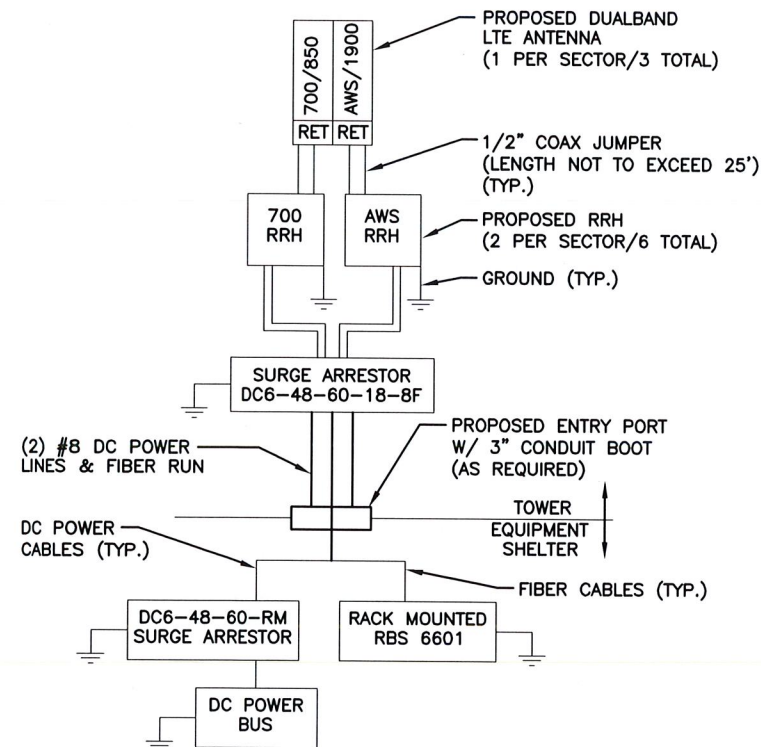 PROPOSED DUALBAND
LTE ANTENNA
(1 PER SECTOR/3 TOTAL)
700/850
AWS/1900
RET
RET
1/2" COAX JUMPER
(LENGTH NOT TO EXCEED 25')
(TYP.)
700
RRH
AWS
RRH
PROPOSED RRH
(2 PER SECTOR/6 TOTAL)
GROUND (TYP.)
SURGE ARRESTOR
DC6-48-60-18-8F
(2) #8 DC POWER
LINES & FIBER RUN
PROPOSED ENTRY PORT
W/ 3" CONDUIT BOOT
(AS REQUIRED)
TOWER
EQUIPMENT
SHELTER
DC POWER
CABLES (TYP.)
FIBER CABLES (TYP.)
DC6-48-60-RM
SURGE ARRESTOR
RACK MOUNTED
RBS 6601
DC POWER
BUS